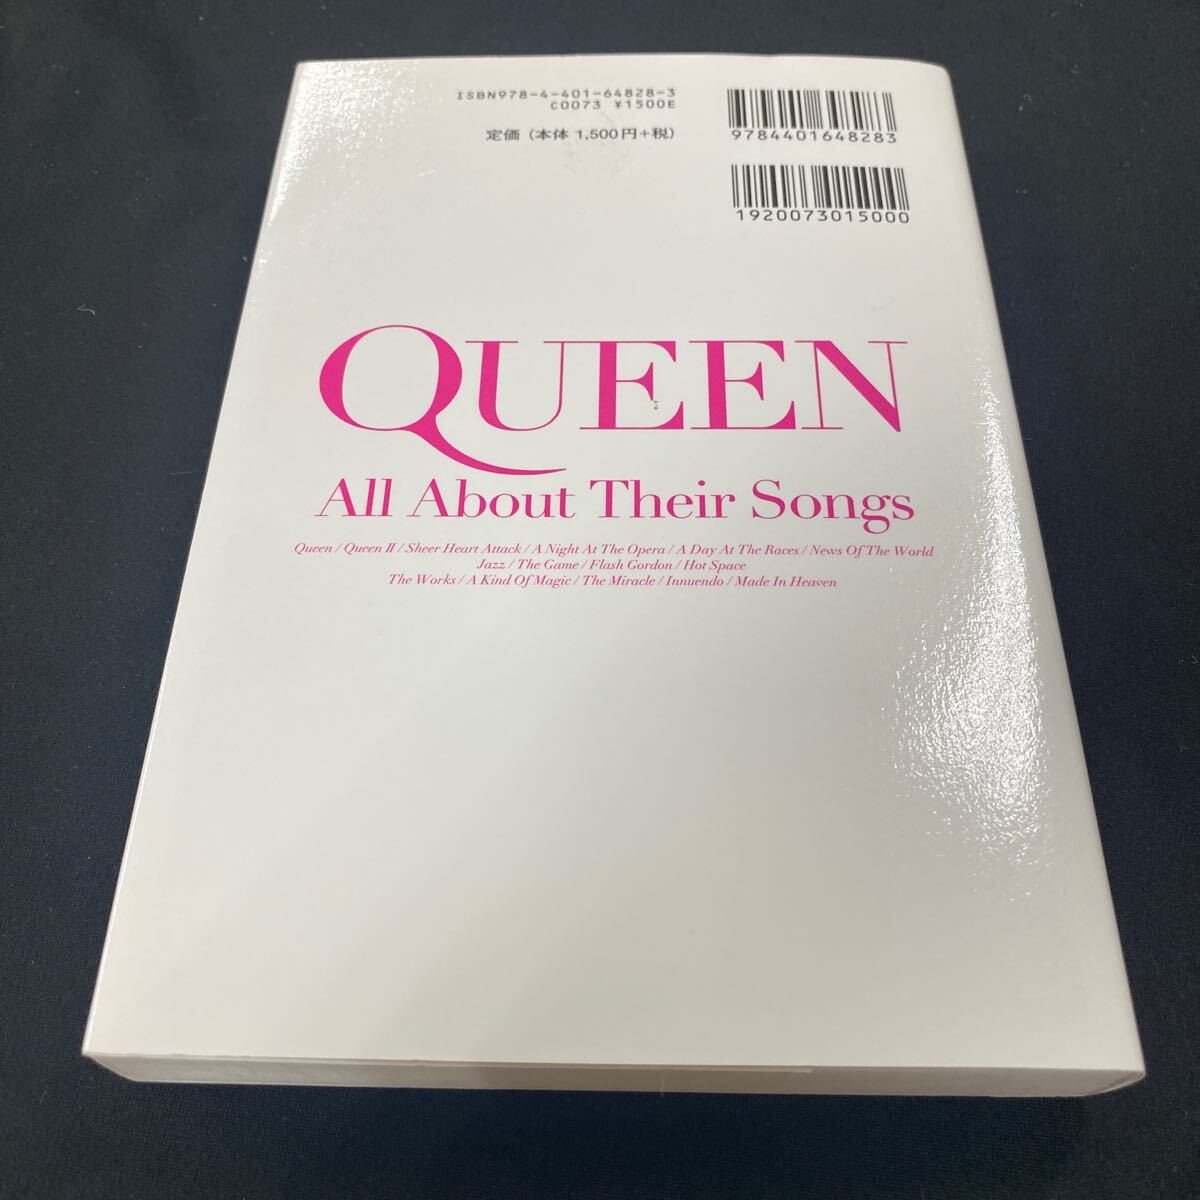 ISBN978-4-401-64828-3
C0073 ¥1500E
定価（本体 1,500円+税）
9784401648283
1920073015000
QUEEN
All About Their Songs
Queen / Queen II / Sheer Heart Attack / A Night At The Opera / A Day At The Races / News Of The World
Jazz / The Game / Flash Gordon / Hot Space
The Works / A Kind Of Magic / The Miracle / Innuendo / Made In Heaven